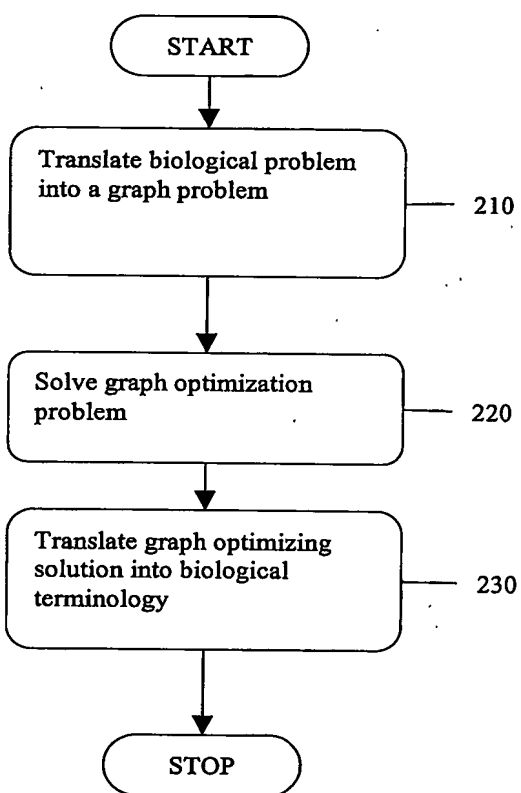 START
Translate biological problem
into a graph problem
210
Solve graph optimization
problem
220
Translate graph optimizing
solution into biological
terminology
230
STOP